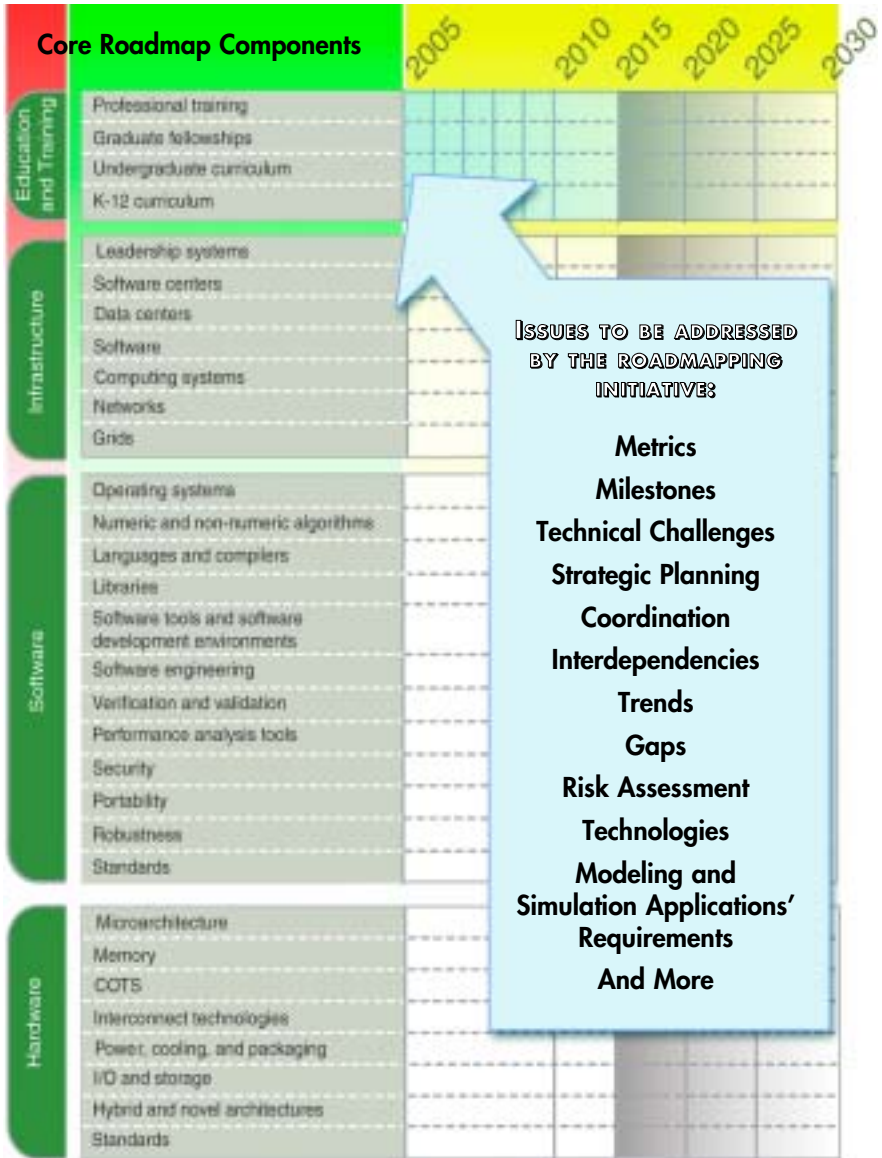 Core Roadmap Components
2005
2010
2015
2020
2025
2030
Education
and Training
Professional training
Graduate fellowships
Undergraduate curriculum
K-12 curriculum
Infrastructure
Leadership systems
Software centers
Data centers
Software
Computing systems
Networks
Grids
Software
Operating systems
Numeric and non-numeric algorithms
Languages and compilers
Libraries
Software tools and software
development environments
Software engineering
Verification and validation
Performance analysis tools
Security
Portability
Robustness
Standards
Hardware
Microarchitecture
Memory
COTS
Interconnect technologies
Power, cooling, and packaging
I/O and storage
Hybrid and novel architectures
Standards
ISSUES TO BE ADDRESSED
BY THE ROADMAPPING
INITIATIVE:
Metrics
Milestones
Technical Challenges
Strategic Planning
Coordination
Interdependencies
Trends
Gaps
Risk Assessment
Technologies
Modeling and
Simulation Applications’
Requirements
And More